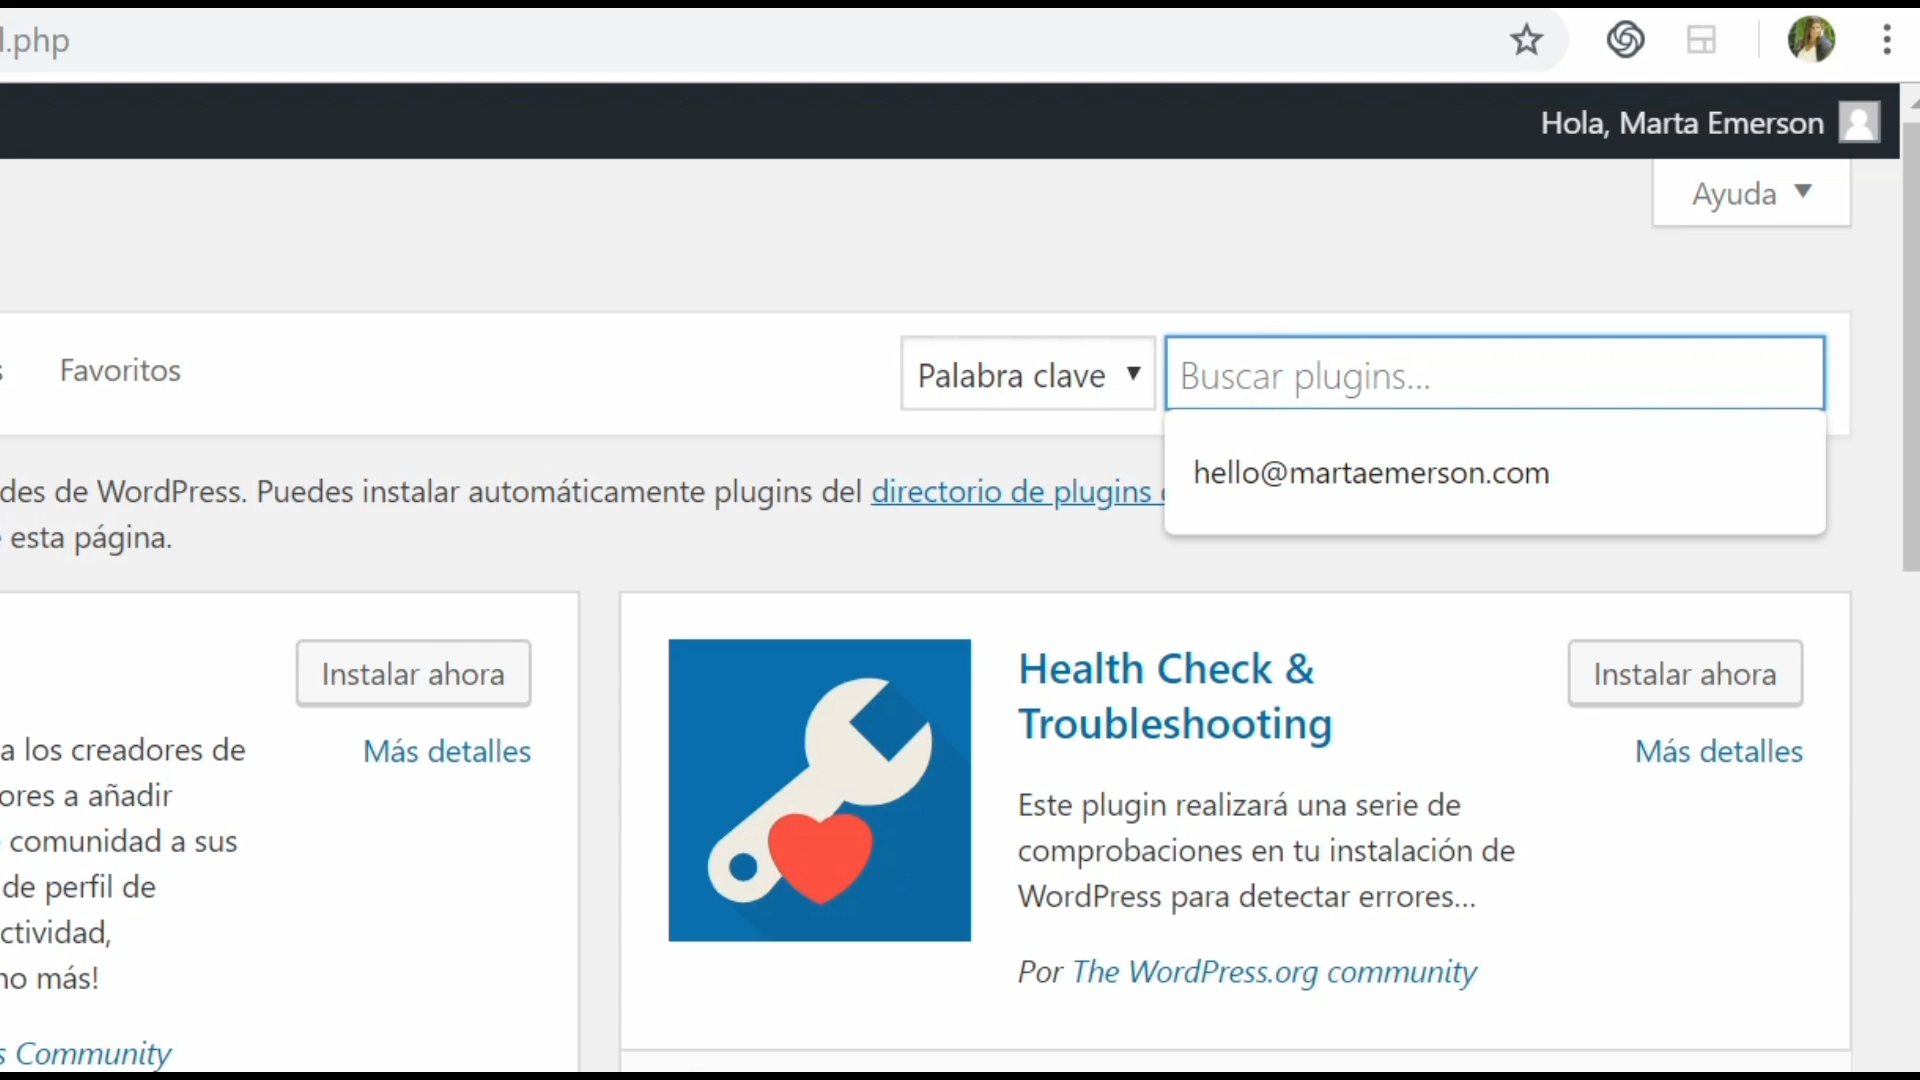 .php
Hola, Marta Emerson
Ayuda
Favoritos
Palabra clave
Buscar plugins...
hello@martaemerson.com
des de WordPress. Puedes instalar automáticamente plugins del directorio de plugins
esta página.
Instalar ahora
Más detalles
a los creadores de
ores a añadir
comunidad a sus
de perfil de
ctividad,
no más!
s Community
Health Check &
Troubleshooting
Instalar ahora
Más detalles
Este plugin realizará una serie de
comprobaciones en tu instalación de
WordPress para detectar errores...
Por The WordPress.org community